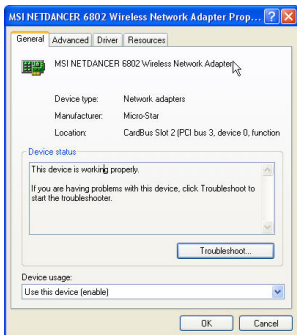 MSI NETDANCER 6802 Wireless Network Adapter Prop...
General Advanced Driver Resources
MSI NETDANCER 6802 Wireless Network Adapter
Device type: Network adapters
Manufacturer: Micro-Star
Location: CardBus Slot 2 (PCI bus 3, device 0, function
Device status
This device is working properly.
If you are having problems with this device, click Troubleshoot to
start the troubleshooter.
Troubleshoot...
Device usage:
Use this device (enable)
OK Cancel